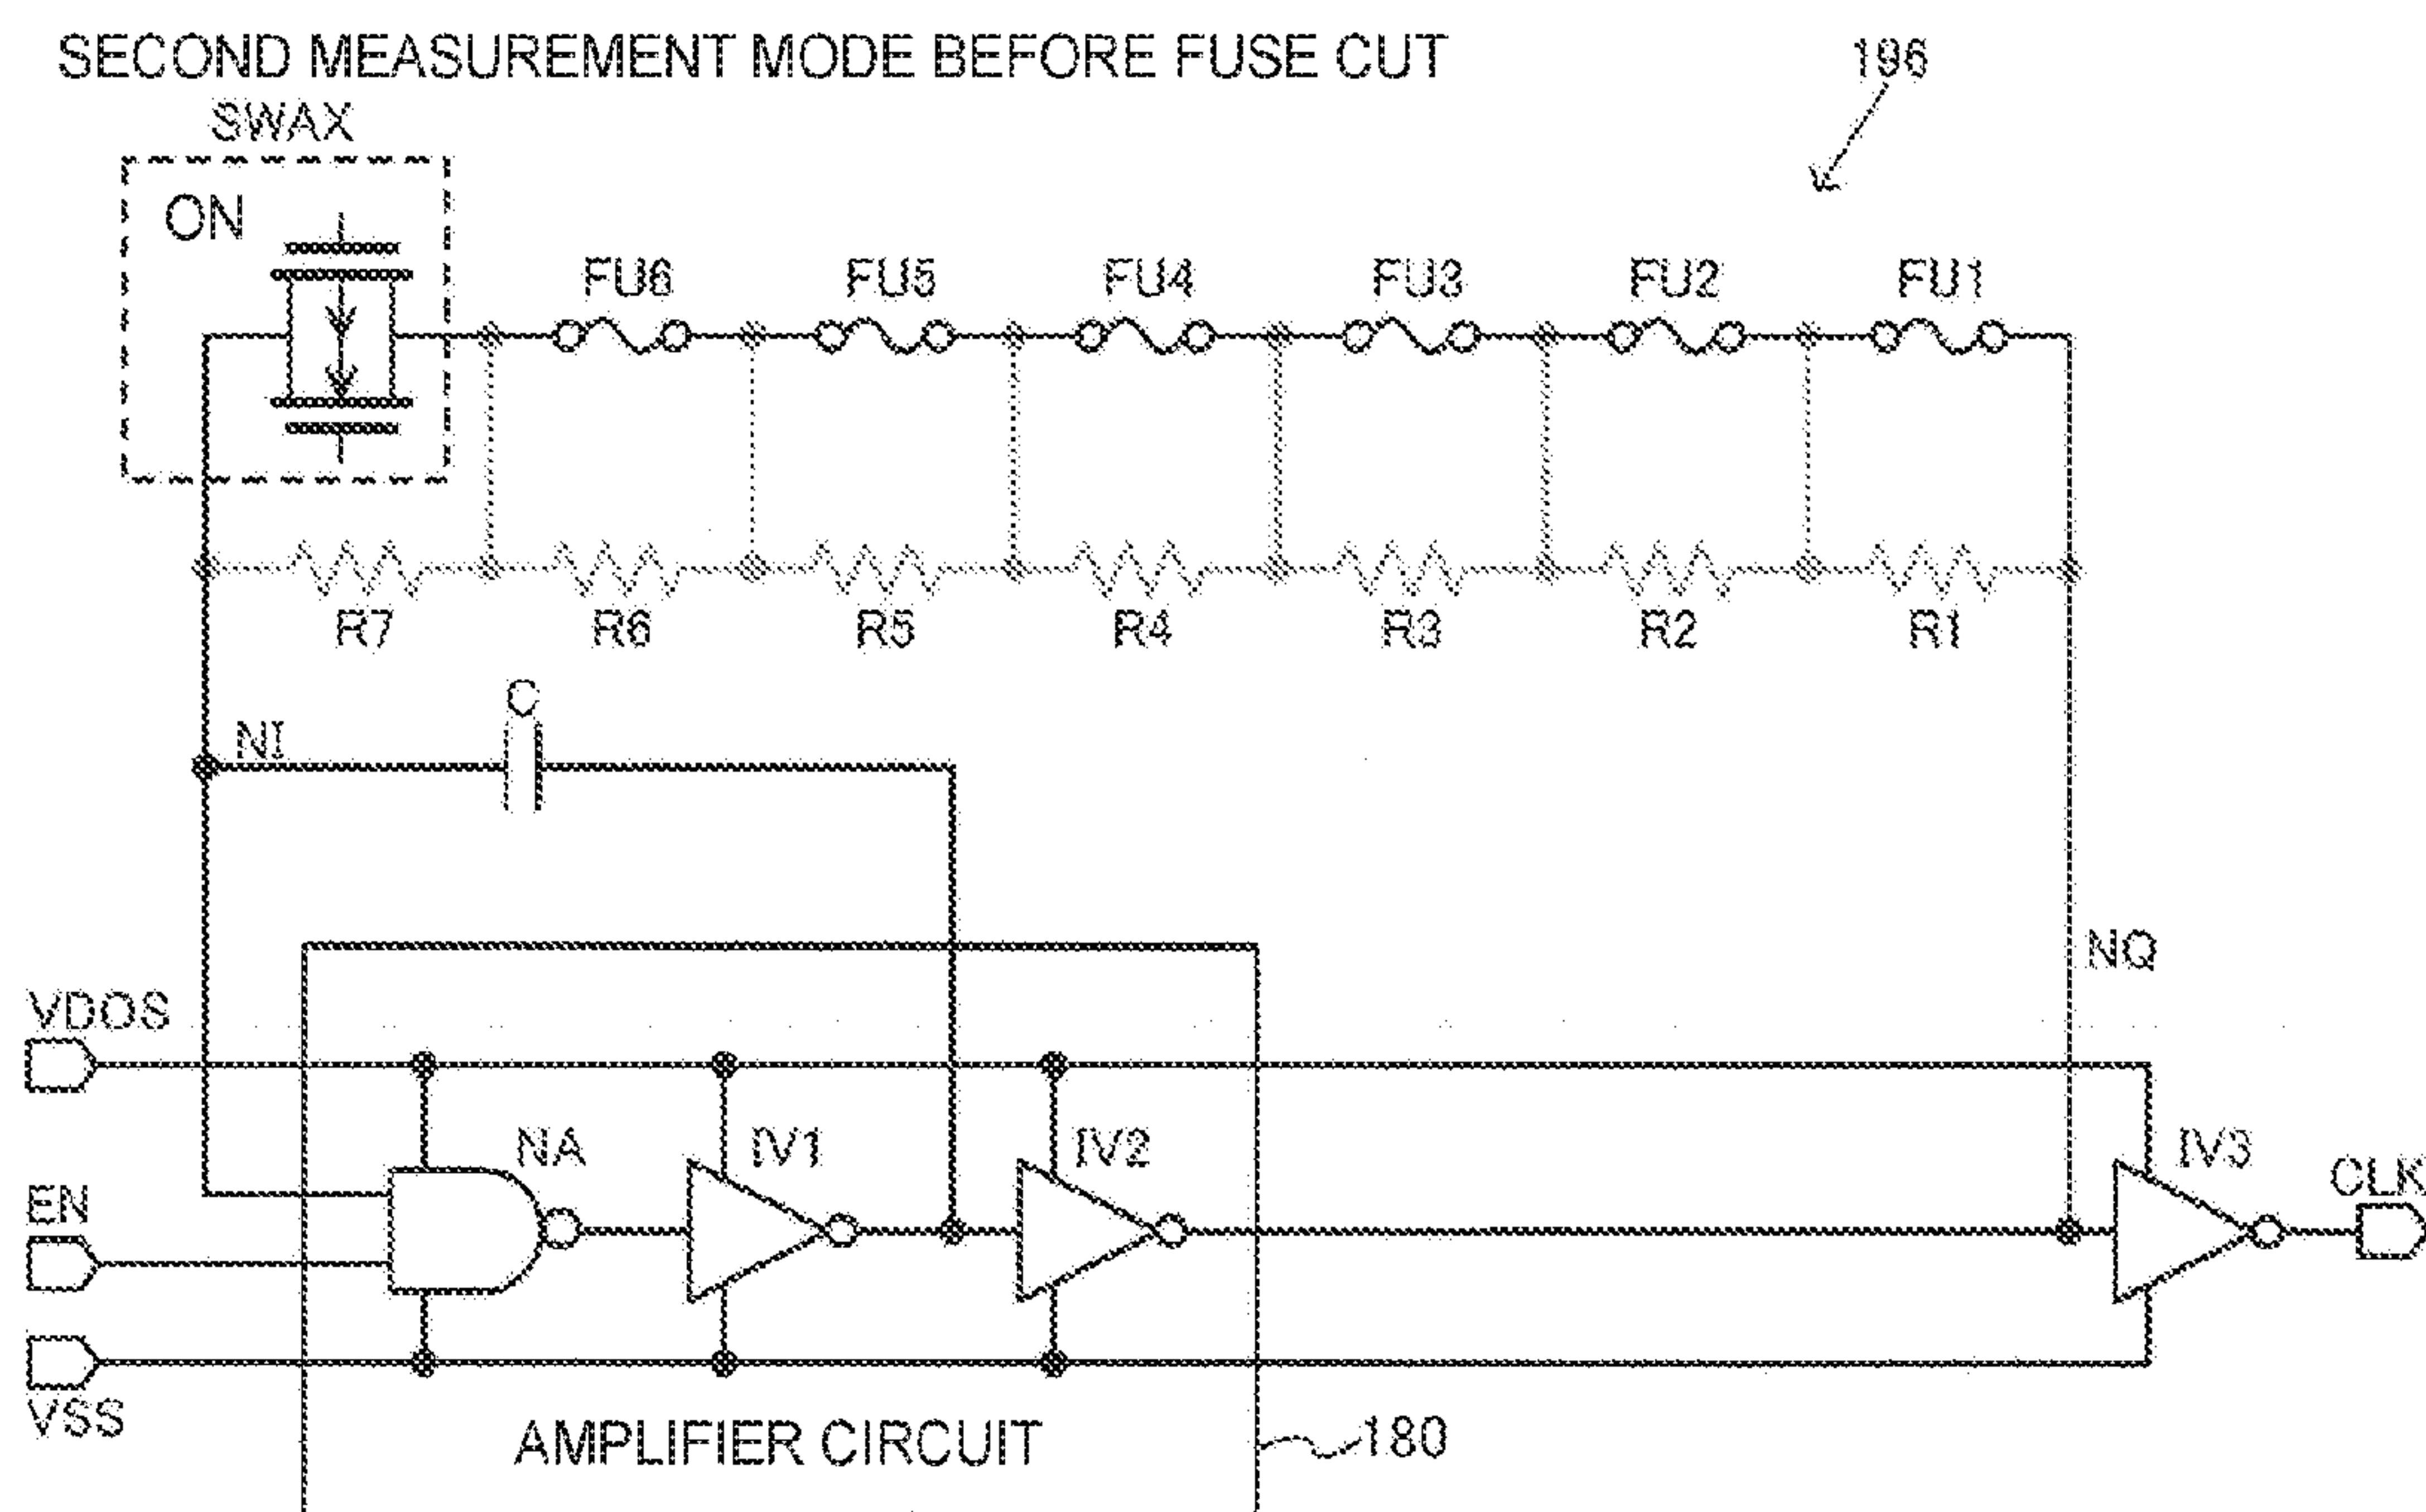 SECOND MEASUREMENT MODE BEFORE FUSE CUT
196
SWAX
ON
FU6 FU5 FU4 FU3 FU2 FU1
R7 R6 R5 R4 R3 R2 R1
C
NI
NQ
VDOS
NA IV1 IV2 IV3
EN
CLK
VSS
AMPLIFIER CIRCUIT
180